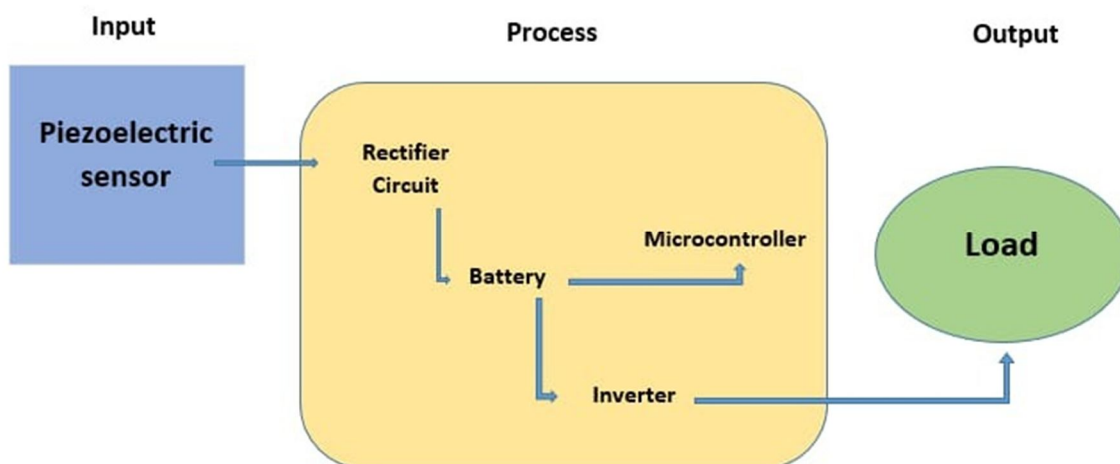 Input
Process
Output
Piezoelectric
sensor
Rectifier
Circuit
Microcontroller
Battery
Inverter
Load